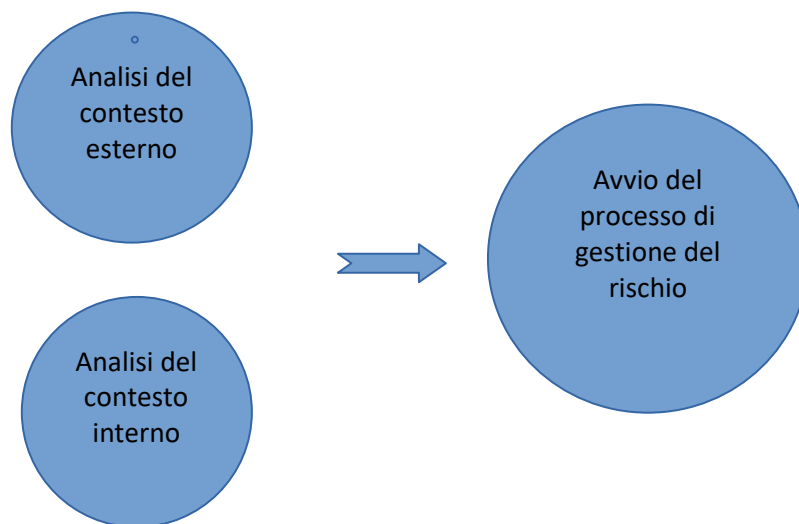 Analisi del
contesto
esterno
Avvio del
processo di
gestione del
rischio
Analisi del
contesto
interno